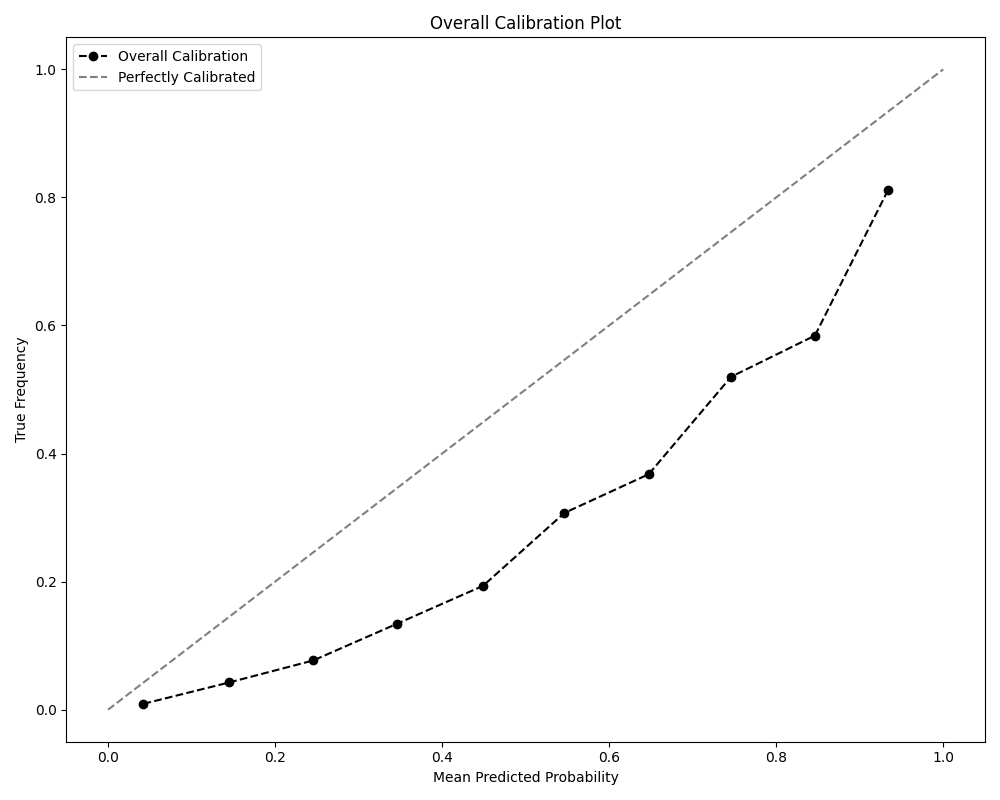 Overall Calibration Plot
Overall Calibration
Perfectly Calibrated
True Frequency
1.0
0.8
0.6
0.4
0.2
0.0
0.0 0.2 0.4 0.6 0.8 1.0
Mean Predicted Probability